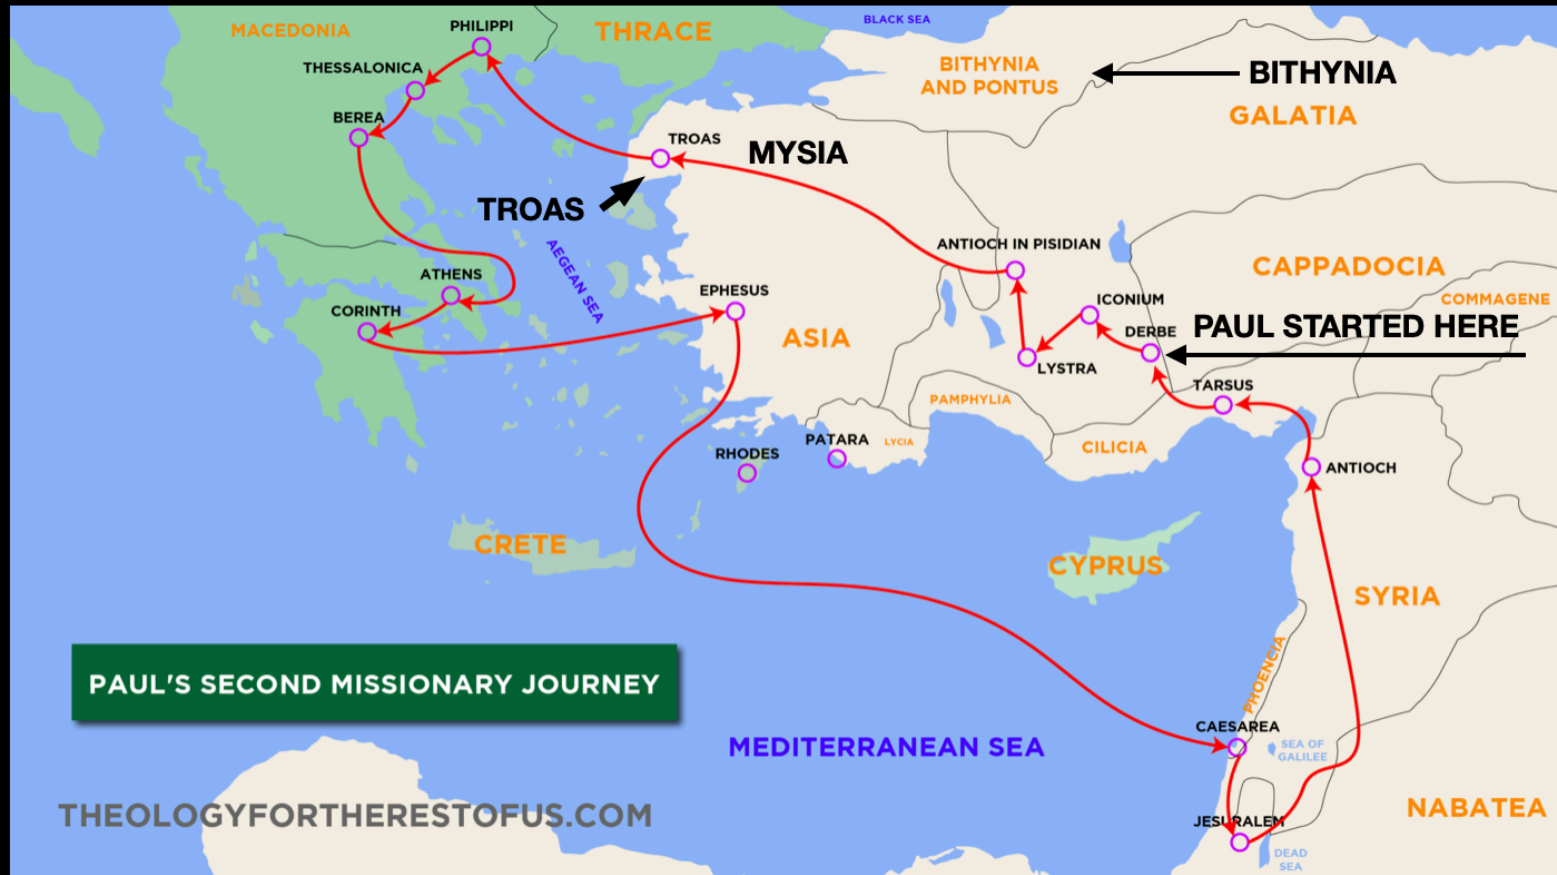 BLACK SEA
PHILIPPI
MACEDONIA
THRACE
THESSALONICA
BITHYNIA
AND PONTUS
BITHYNIA
GALATIA
BEREA
TROAS
MYSIA
TROAS
AEGEAN SEA
ANTIOCH IN PISIDIAN
CAPPADOCIA
ATHENS
EPHESUS
ICONIUM
COMMAGENE
CORINTH
ASIA
DERBE
PAUL STARTED HERE
LYSTRA
TARSUS
PAMPHYLIA
PATARA
LYCIA
CILICIA
RHODES
ANTIOCH
CRETE
CYPRUS
SYRIA
PHOENCIA
PAUL'S SECOND MISSIONARY JOURNEY
CAESAREA
MEDITERRANEAN SEA
SEA OF
GALILEE
THEOLOGYFORTHERESTOFUS.COM
NABATEA
JESURALEM
DEAD
SEA